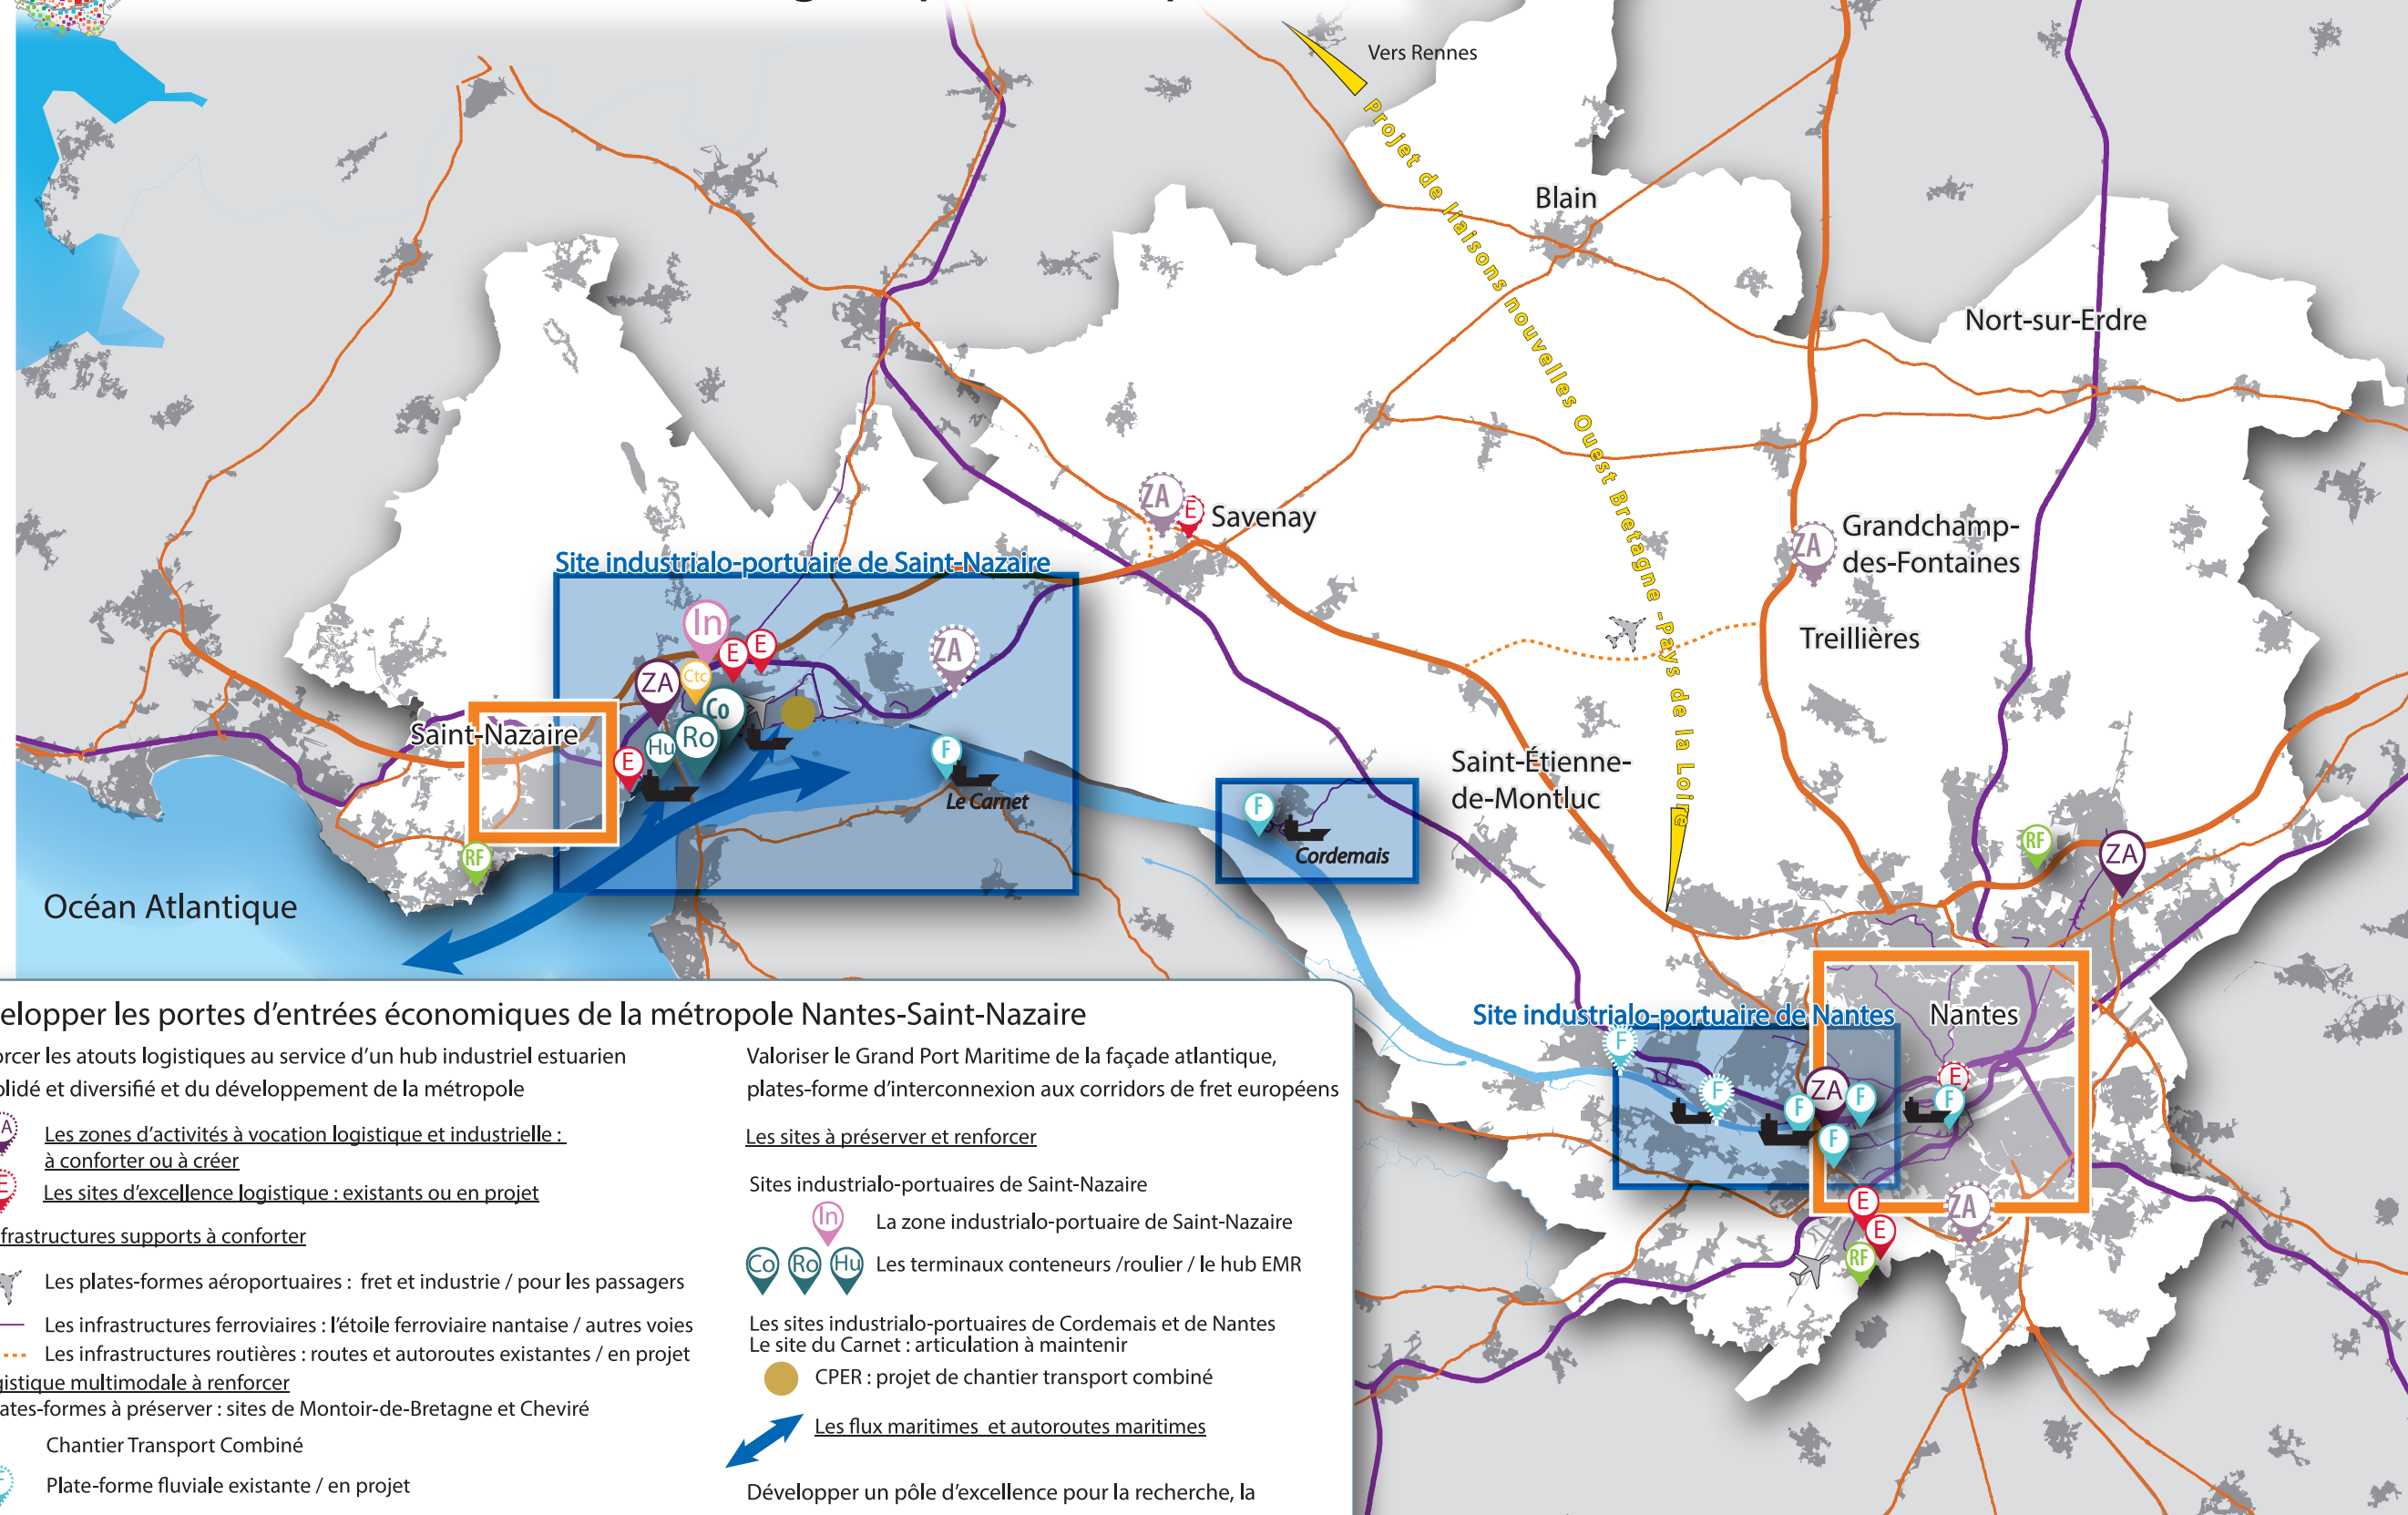 Vers Rennes
Projet de liaisons nouvelles Ouest Bretagne - Pays de la Loire
Blain
Nort-sur-Erdre
ZA
E
Savenay
ZA
Grandchamp-
des-Fontaines
Treillières
Site industrialo-portuaire de Saint-Nazaire
In
E
E
ZA
ZA
Ctc
Co
Saint-Nazaire
Hu
Ro
E
F
Le Carnet
F
Cordemais
Saint-Étienne-
de-Montluc
RF
RF
ZA
Océan Atlantique
Site industrialo-portuaire de Nantes
Nantes
F
F
ZA
F
F
F
E
F
E
ZA
E
RF
elopper les portes d'entrées économiques de la métropole Nantes-Saint-Nazaire
orcer les atouts logistiques au service d'un hub industriel estuarien
olidé et diversifié et du développement de la métropole
A
Les zones d'activités à vocation logistique et industrielle :
à conforter ou à créer
E
Les sites d'excellence logistique : existants ou en projet
frastructures supports à conforter
Les plates-formes aéroportuaires : fret et industrie / pour les passagers
Les infrastructures ferroviaires : l'étoile ferroviaire nantaise / autres voies
Les infrastructures routières : routes et autoroutes existantes / en projet
gistique multimodale à renforcer
ates-formes à préserver : sites de Montoir-de-Bretagne et Cheviré
Chantier Transport Combiné
Plate-forme fluviale existante / en projet
Valoriser le Grand Port Maritime de la façade atlantique,
plates-forme d'interconnexion aux corridors de fret européens
Les sites à préserver et renforcer
Sites industrialo-portuaires de Saint-Nazaire
In
La zone industrialo-portuaire de Saint-Nazaire
Co Ro Hu
Les terminaux conteneurs /roulier / le hub EMR
Les sites industrialo-portuaires de Cordemais et de Nantes
Le site du Carnet : articulation à maintenir
CPER : projet de chantier transport combiné
Les flux maritimes et autoroutes maritimes
Développer un pôle d'excellence pour la recherche, la